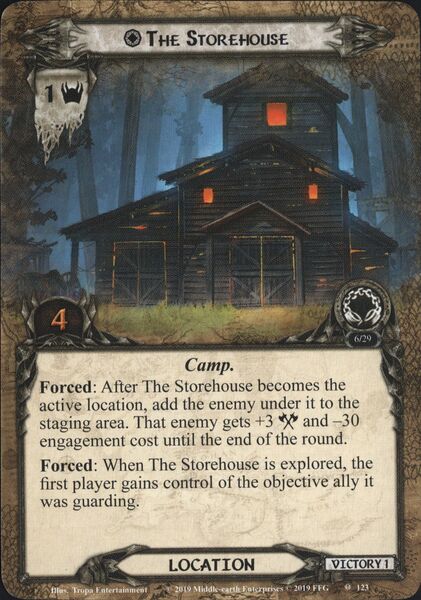 The Storehouse
1
4
6/29
Camp.
Forced: After The Storehouse becomes the
active location, add the enemy under it to the
staging area. That enemy gets +3 and –30
engagement cost until the end of the round.
Forced: When The Storehouse is explored, the
first player gains control of the objective ally it
was guarding.
LOCATION
VICTORY 1
Illus. Tropa Entertainment © 2019 Middle-earth Enterprises © 2019 FFG 123